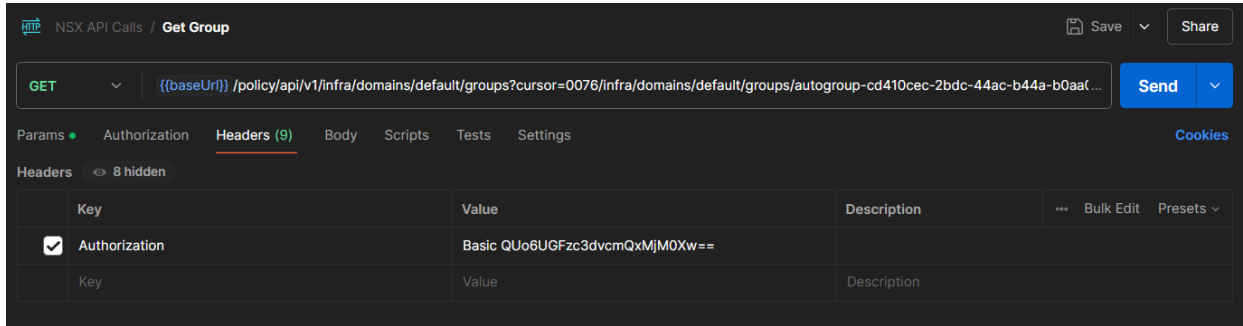 HTTP NSX API Calls / Get Group Save Share
GET {{baseUrl}} /policy/api/v1/infra/domains/default/groups?cursor=0076/infra/domains/default/groups/autogroup-cd410cec-2bdc-44ac-b44a-b0aa(... Send
Params Authorization Headers (9) Body Scripts Tests Settings Cookies
Headers 8 hidden
Key Value Description Bulk Edit Presets
Authorization Basic QUo6UGFzc3dvcmQxMjM0Xw==
Key Value Description